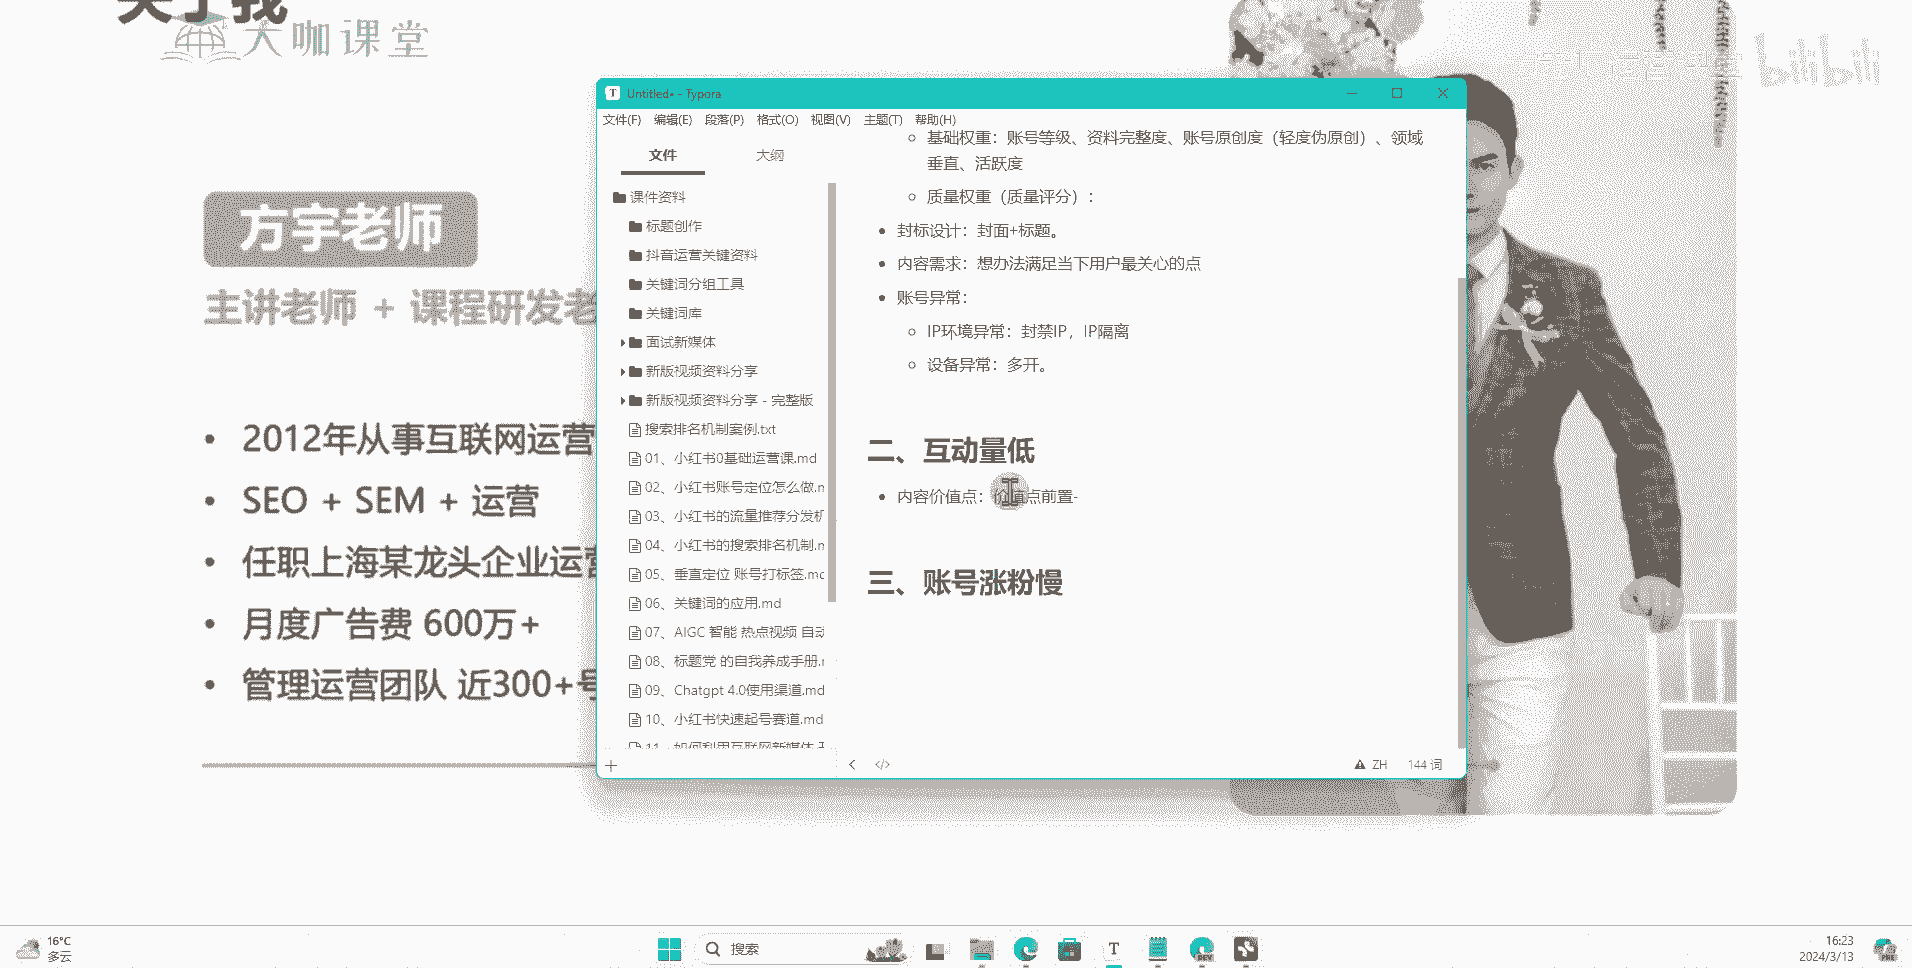 关于我
大咖课堂
bilibili
方宇老师
主讲老师 + 课程研发老
2012年从事互联网运营
SEO + SEM + 运营
任职上海某龙头企业运营
月度广告费 600万+
管理运营团队 近300+号
Untitled• - Typora
文件(F) 编辑(E) 段落(P) 格式(O) 视图(V) 主题(T) 帮助(H)
文件 大纲
课件资料
标题创作
抖音运营关键资料
关键词分组工具
关键词库
面试新媒体
新版视频资料分享
新版视频资料分享 - 完整版
搜索排名机制案例.txt
01、小红书0基础运营课.md
02、小红书账号定位怎么做.m
03、小红书的流量推荐分发机
04、小红书的搜索排名机制.m
05、垂直定位 账号打标签.mc
06、关键词的应用.md
07、AIGC 智能 热点视频 自动
08、标题党 的自我养成手册.r
09、Chatgpt 4.0使用渠道.md
10、小红书快速起号赛道.md
11、如何利用互联网新媒体
基础权重：账号等级、资料完整度、账号原创度（轻度伪原创）、领域
垂直、活跃度
质量权重（质量评分）：
封标设计：封面+标题。
内容需求：想办法满足当下用户最关心的点
账号异常：
IP环境异常：封禁IP，IP隔离
设备异常：多开。
二、互动量低
内容价值点：价值点前置-
三、账号涨粉慢
ZH 144 词
16°C
多云
搜索
16:23
2024/3/13